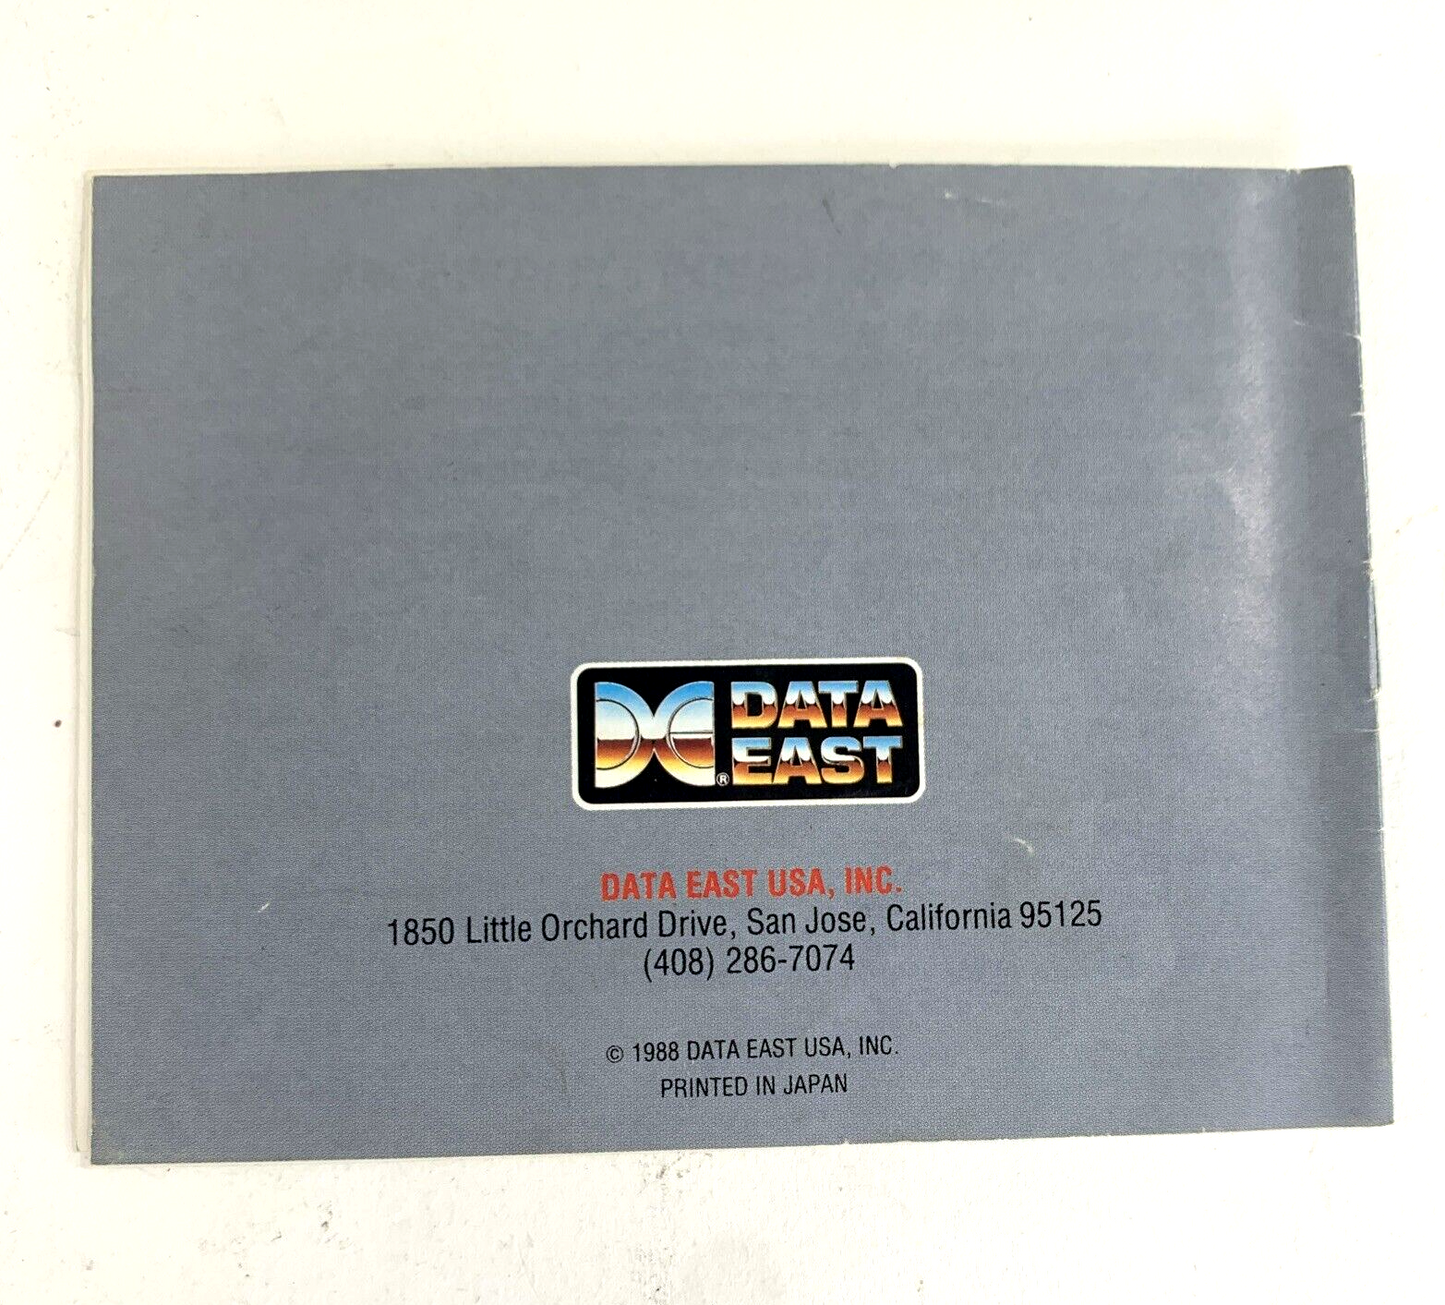 DATA
EAST
®
DATA EAST USA, INC.
1850 Little Orchard Drive, San Jose, California 95125
(408) 286-7074
© 1988 DATA EAST USA, INC.
PRINTED IN JAPAN